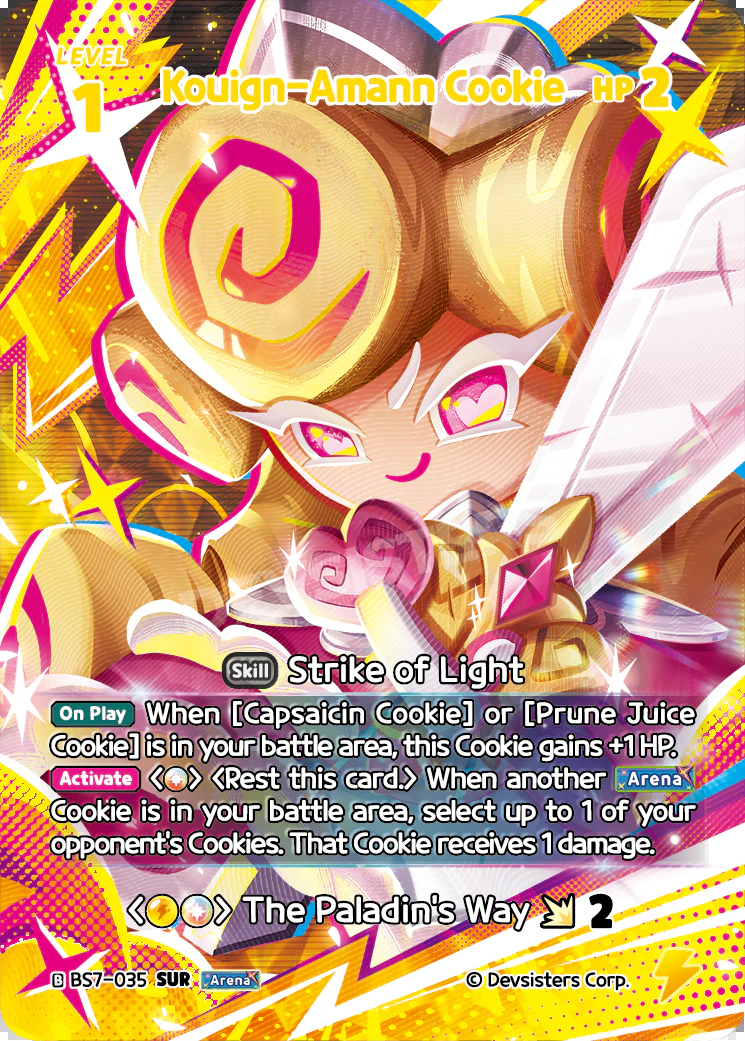 LEVEL
1
Kouign-Amann Cookie HP 2
Skill Strike of Light
On Play When [Capsaicin Cookie] or [Prune Juice
Cookie] is in your battle area, this Cookie gains +1 HP.
Activate < > <Rest this card.> When another Arena
Cookie is in your battle area, select up to 1 of your
opponent's Cookies. That Cookie receives 1 damage.
< > The Paladin's Way 2
B BS7-035 SUR Arena
© Devsisters Corp.